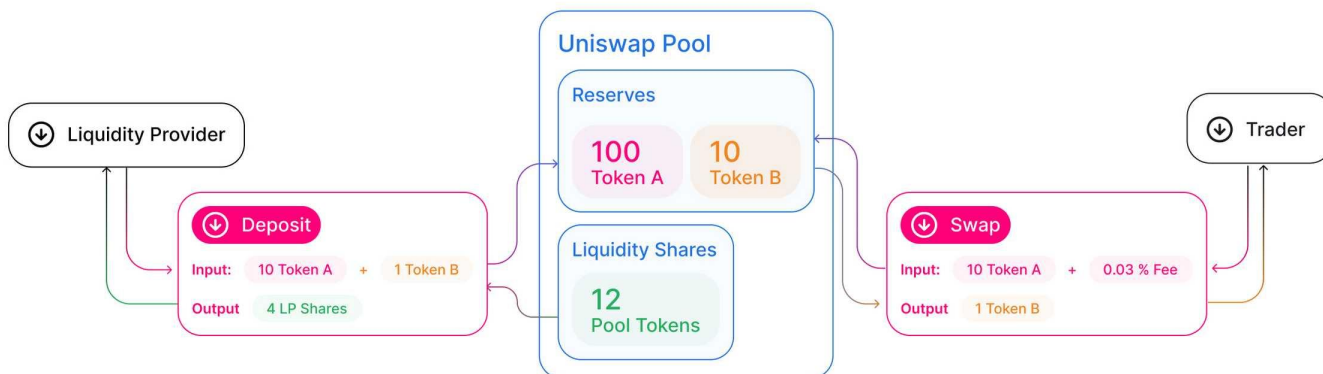 Liquidity Provider
Deposit
Input: 10 Token A + 1 Token B
Output 4 LP Shares
Uniswap Pool
Reserves
100
Token A
10
Token B
Liquidity Shares
12
Pool Tokens
Trader
Swap
Input: 10 Token A + 0.03 % Fee
Output 1 Token B